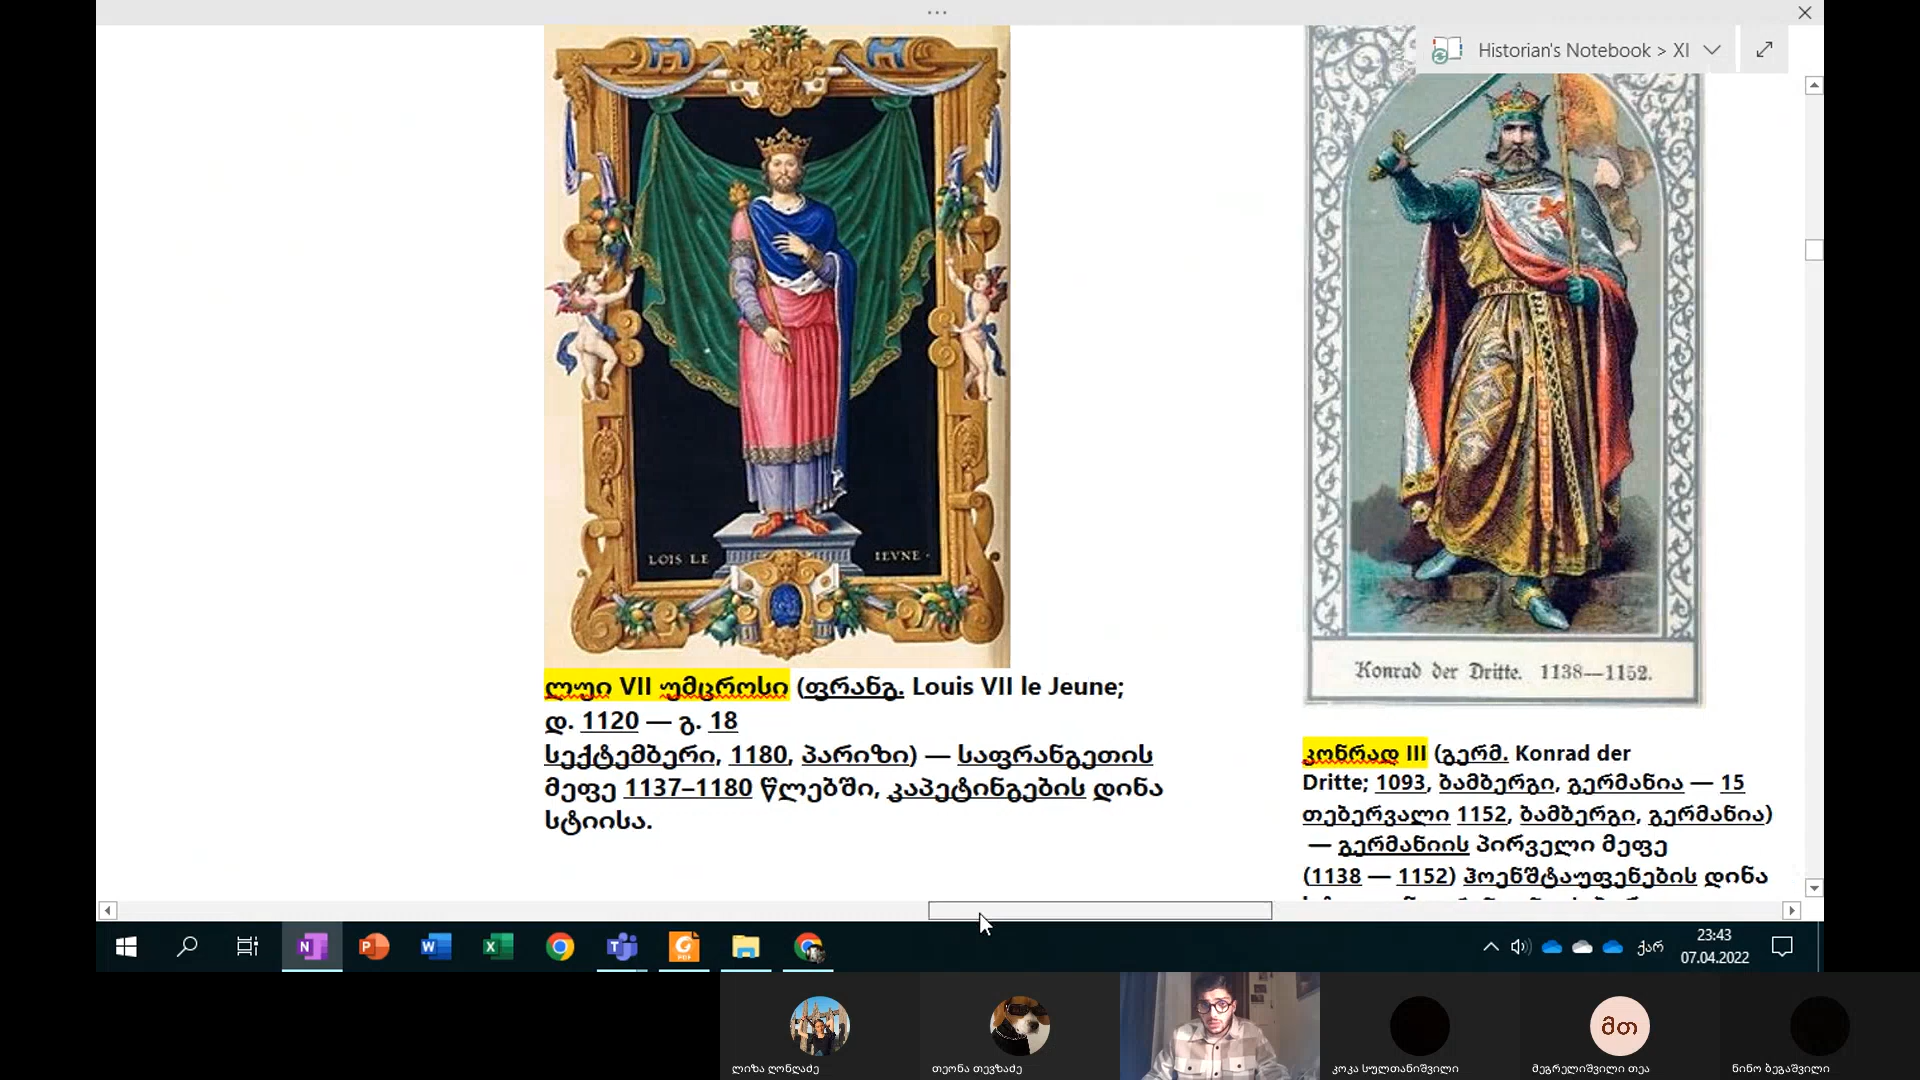 Historian's Notebook > XI
LOIS LE IEVNE
ლუი VII უმცროსი (ფრანგ. Louis VII le Jeune;
დ. 1120 — გ. 18
სექტემბერი, 1180, პარიზი) — საფრანგეთის
მეფე 1137–1180 წლებში, კაპეტინგების დინა
სტიისა.
Konrad der Dritte. 1138—1152.
კონრად III (გერმ. Konrad der
Dritte; 1093, ბამბერგი, გერმანია — 15
თებერვალი 1152, ბამბერგი, გერმანია)
— გერმანიის პირველი მეფე
(1138 — 1152) ჰოენშტაუფენების დინა
ქარ
23:43
07.04.2022
ლიზა ღონღაძე
თეონა თევზაძე
კოკა სულთანიშვილი
მთ
მეგრელიშვილი თეა
ნინო ბეგაშვილი